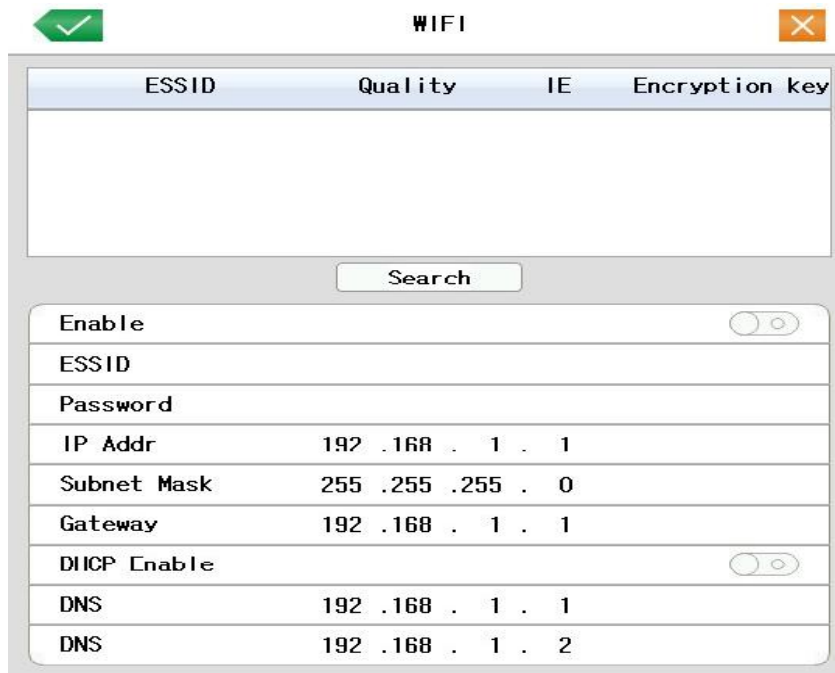 WIFI
ESSID Quality IE Encryption key
Search
Enable
ESSID
Password
IP Addr 192 .168 . 1 . 1
Subnet Mask 255 .255 .255 . 0
Gateway 192 .168 . 1 . 1
DHCP Enable
DNS 192 .168 . 1 . 1
DNS 192 .168 . 1 . 2